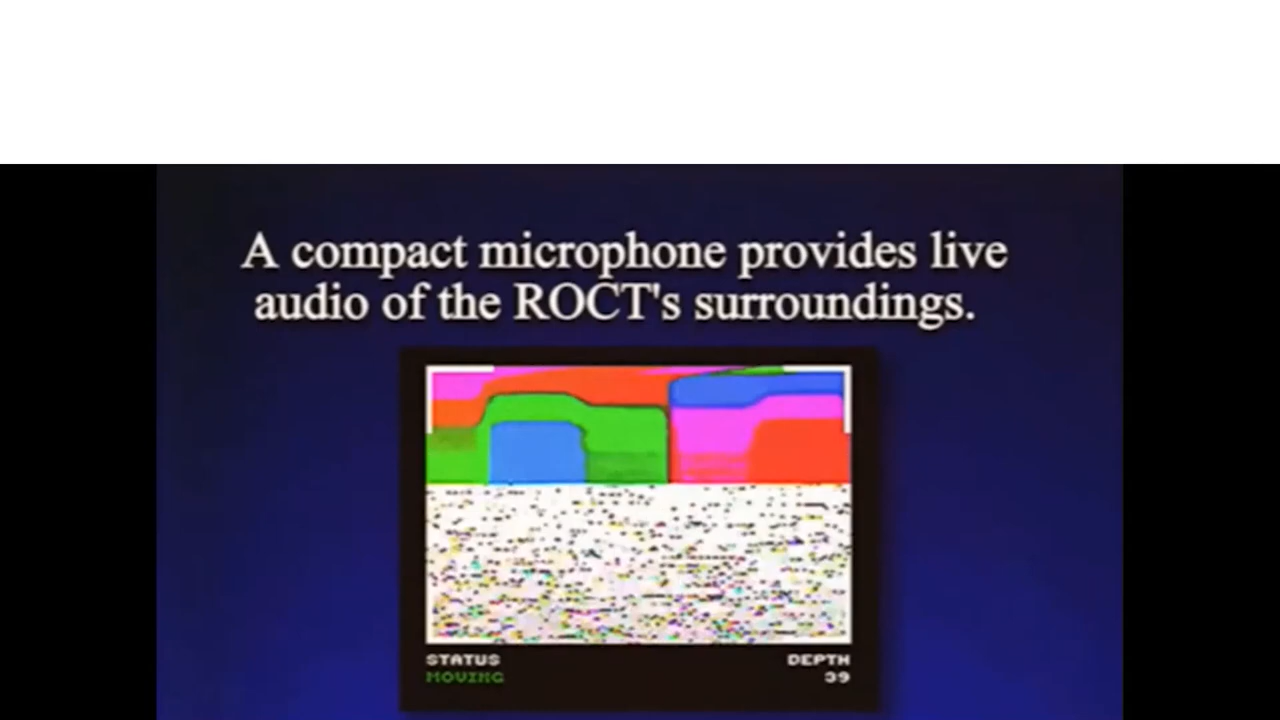 A compact microphone provides live
audio of the ROCT's surroundings.
STATUS
DEPTH
MOVING
39